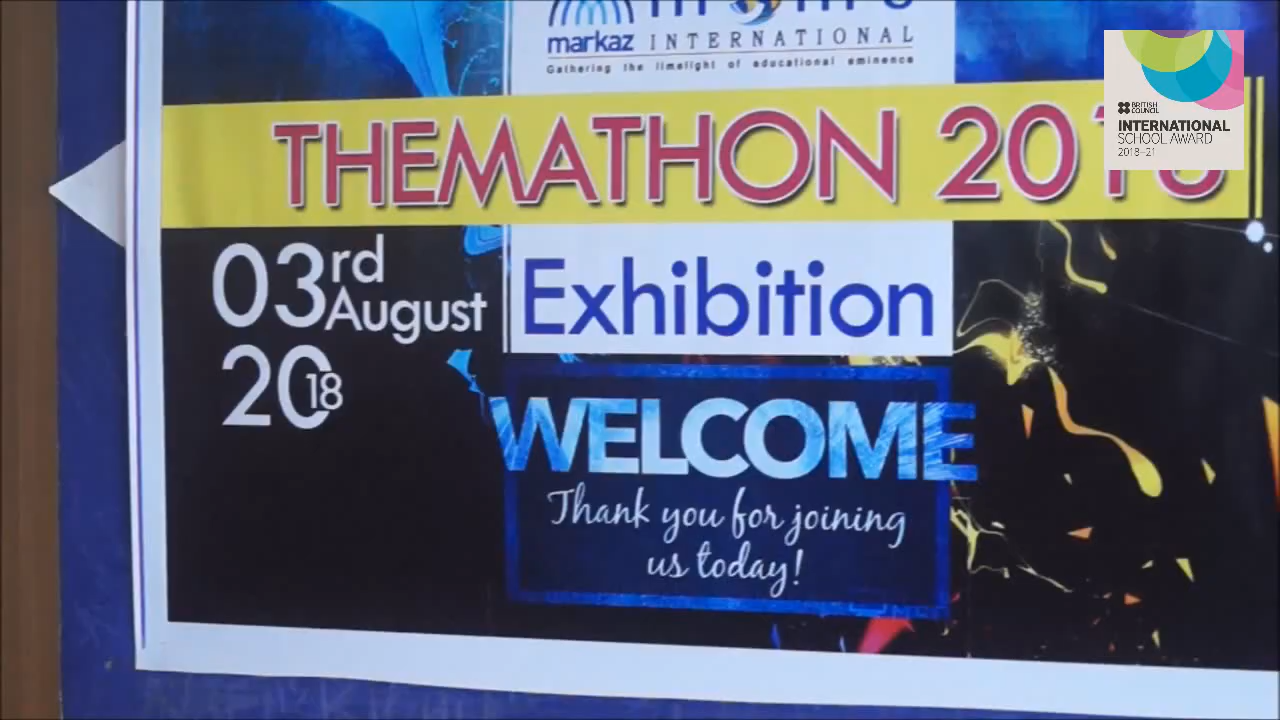 markaz INTERNATIONAL
Gathering the limelight of educational eminence
THEMATHON 2018
03rd
August
2018
Exhibition
WELCOME
Thank you for joining
us today!
BRITISH
COUNCIL
INTERNATIONAL
SCHOOL AWARD
2018-21